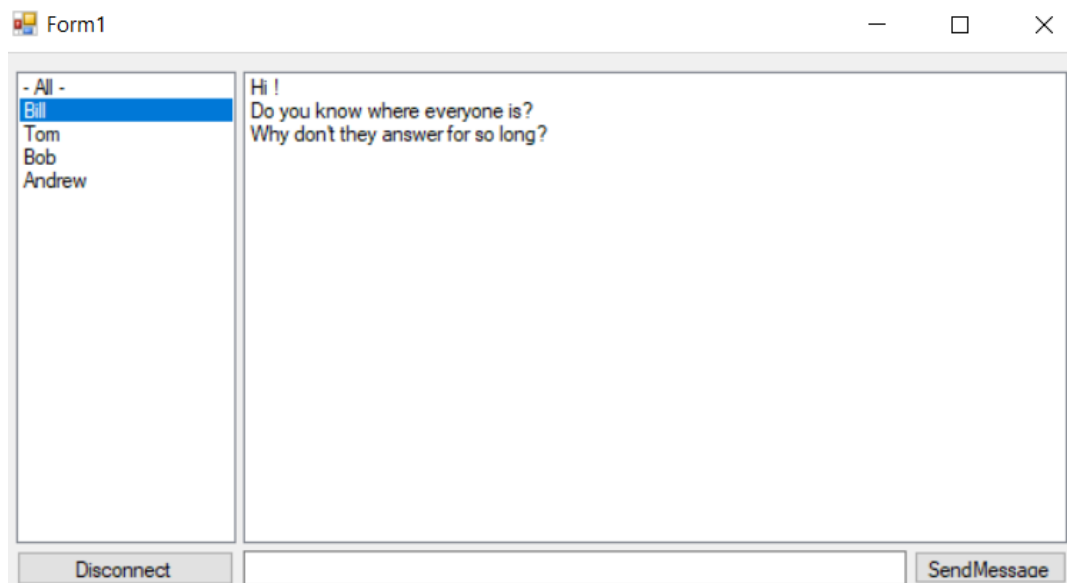 Form1
- All -
Bill
Tom
Bob
Andrew
Hi !
Do you know where everyone is?
Why don't they answer for so long?
Disconnect
SendMessage